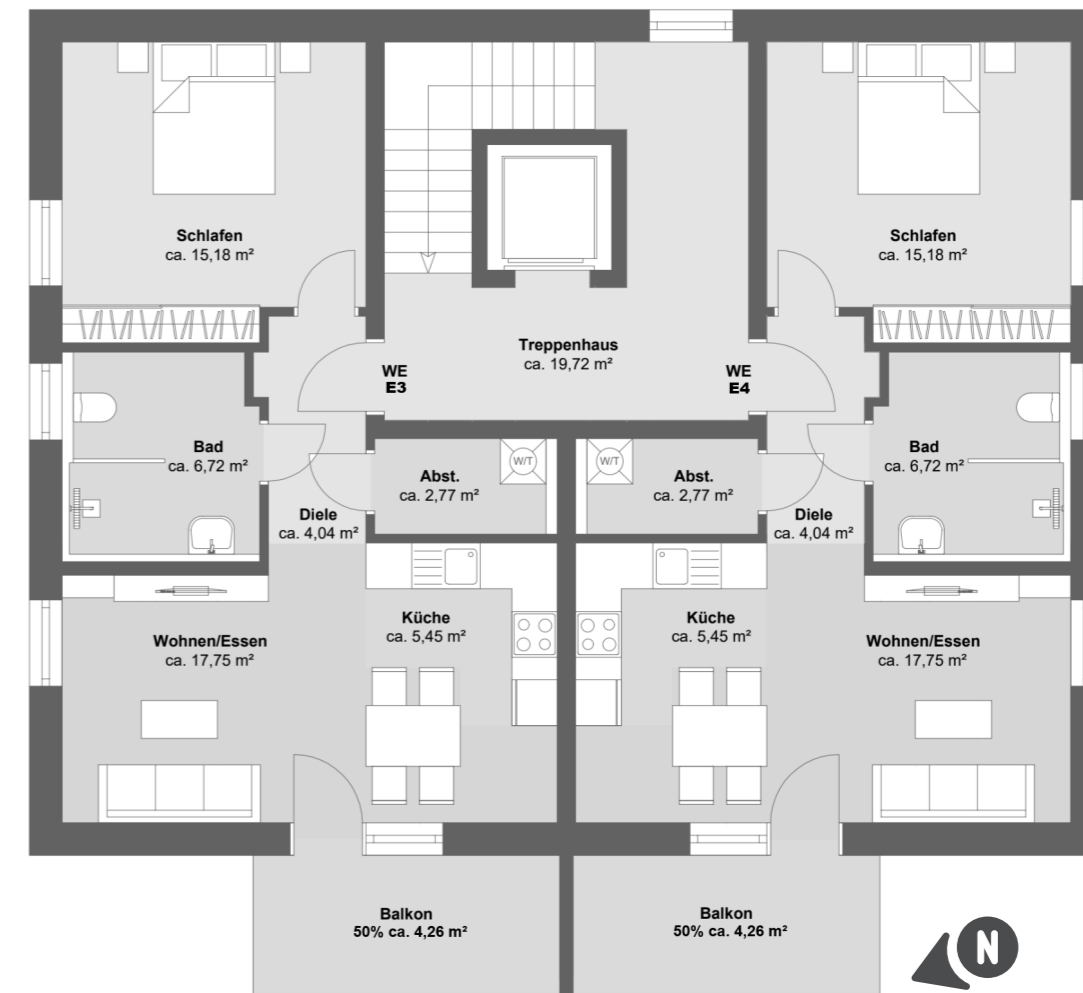 Schlafen
ca. 15,18 m²
Schlafen
ca. 15,18 m²
Treppenhaus
ca. 19,72 m²
WE
E3
WE
E4
Bad
ca. 6,72 m²
Abst.
ca. 2,77 m²
W/T
W/T
Abst.
ca. 2,77 m²
Bad
ca. 6,72 m²
Diele
ca. 4,04 m²
Diele
ca. 4,04 m²
Wohnen/Essen
ca. 17,75 m²
Küche
ca. 5,45 m²
Küche
ca. 5,45 m²
Wohnen/Essen
ca. 17,75 m²
Balkon
50% ca. 4,26 m²
Balkon
50% ca. 4,26 m²
N